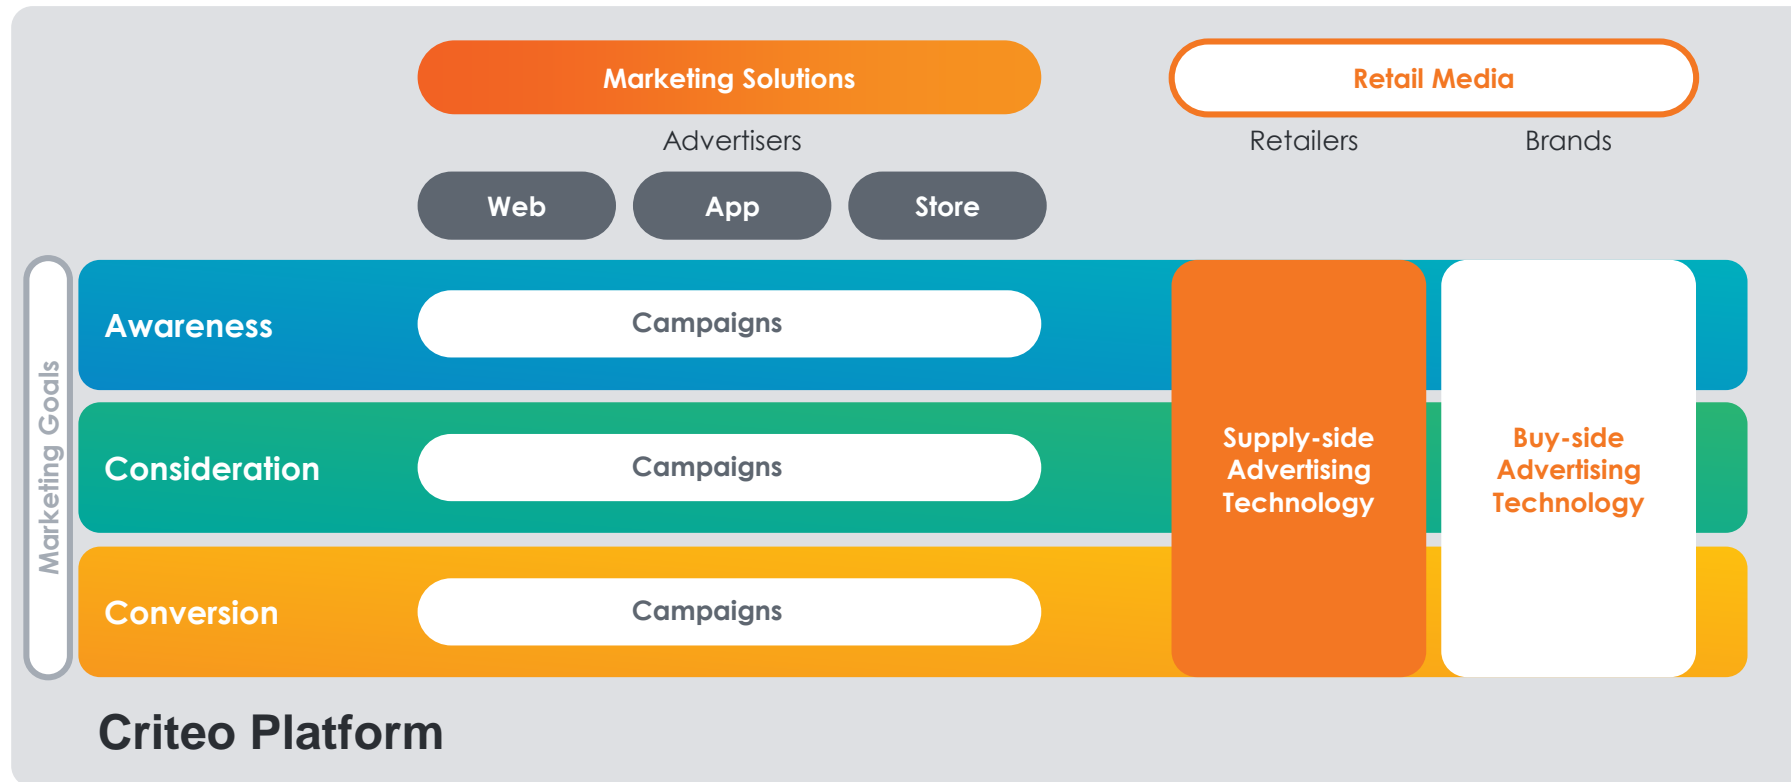 Marketing Solutions
Retail Media
Advertisers
Retailers
Brands
Web
App
Store
Marketing Goals
Awareness
Campaigns
Consideration
Campaigns
Supply-side
Advertising
Technology
Buy-side
Advertising
Technology
Conversion
Campaigns
Criteo Platform